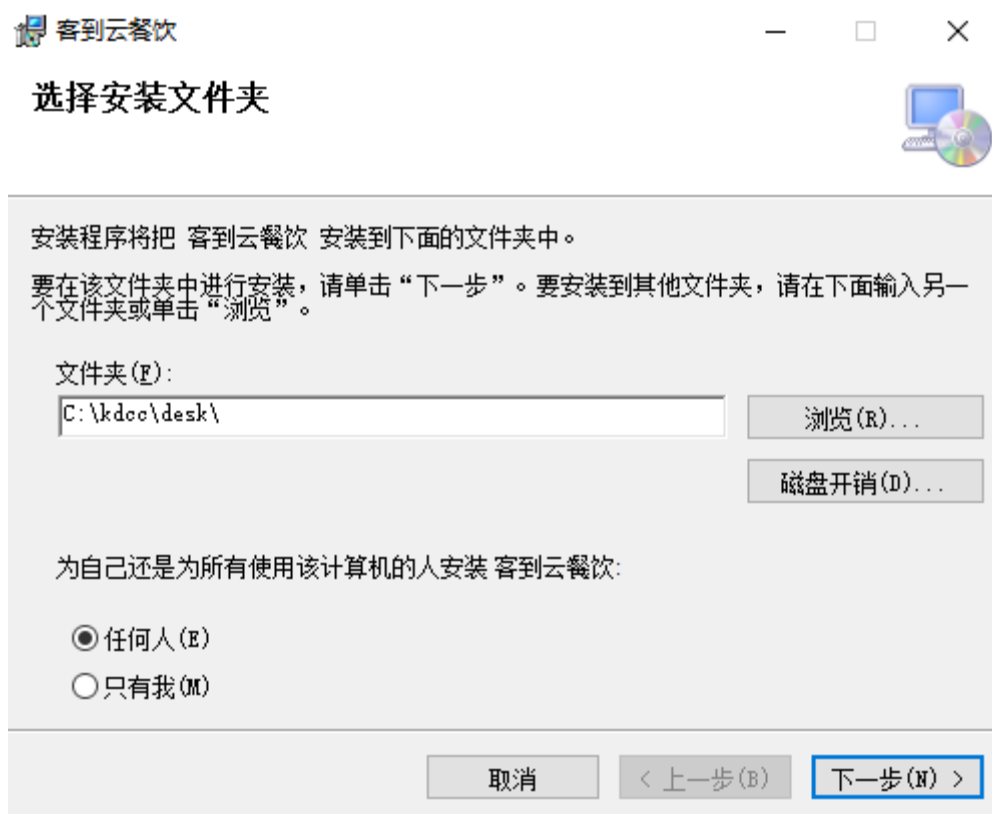 客到云餐饮
选择安装文件夹
安装程序将把 客到云餐饮 安装到下面的文件夹中。
要在该文件夹中进行安装，请单击“下一步”。要安装到其他文件夹，请在下面输入另一
个文件夹或单击“浏览”。
文件夹(F):
C:\kdcc\desk\
浏览(R)...
磁盘开销(D)...
为自己还是为所有使用该计算机的人安装 客到云餐饮:
任何人(E)
只有我(M)
取消
< 上一步(B)
下一步(N) >